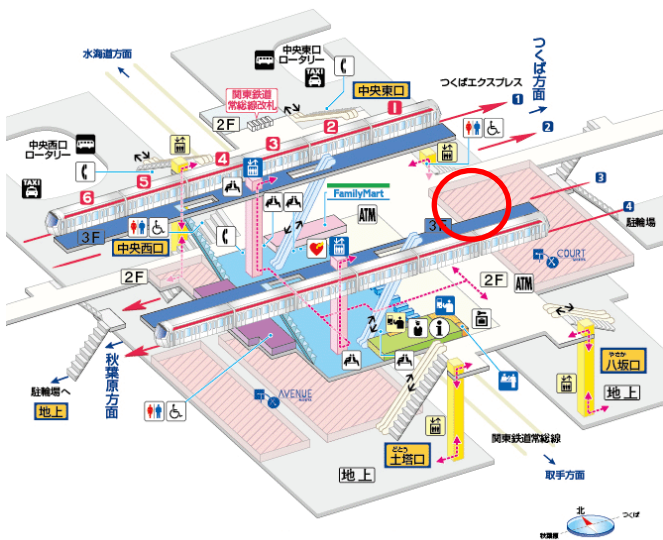 水海道方面
中央東口
ロータリー
TAXI
関東鉄道
常総線改札
2F
中央東口
つくばエクスプレス
つくば方面
1
2
3
4
中央西口
ロータリー
TAXI
1
2
3
4
5
6
3F
FamilyMart
ATM
3F
中央西口
2F
駐輪場
COURT
2F
ATM
秋葉原方面
駐輪場へ
地上
AVENUE
やさか
八坂口
地上
関東鉄道常総線
どとう
土塔口
地上
取手方面
北
つくば
秋葉原